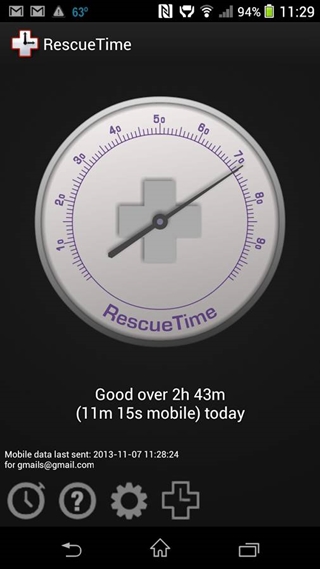 63° 94% 11:29
RescueTime
10 20 30 40 50 60 70 80 90
RescueTime
Good over 2h 43m
(11m 15s mobile) today
Mobile data last sent: 2013-11-07 11:28:24
for gmails@gmail.com
?